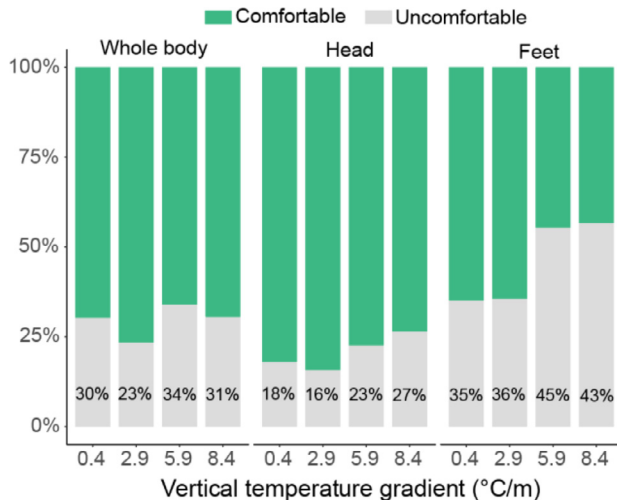 Comfortable Uncomfortable
Whole body Head Feet
100%
75%
50%
25%
0%
30% 23% 34% 31% 18% 16% 23% 27% 35% 36% 45% 43%
0.4 2.9 5.9 8.4 0.4 2.9 5.9 8.4 0.4 2.9 5.9 8.4
Vertical temperature gradient (°C/m)